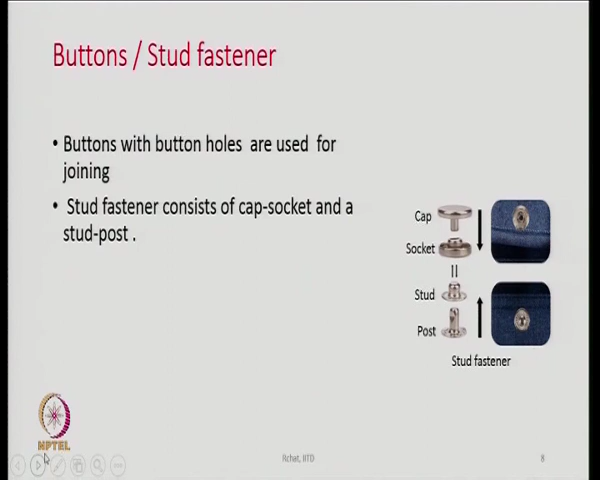 Buttons / Stud fastener
• Buttons with button holes are used for
joining
• Stud fastener consists of cap-socket and a
stud-post .
Cap
Socket
Stud
Post
Stud fastener
NPTEL
Rchat, IITD
8